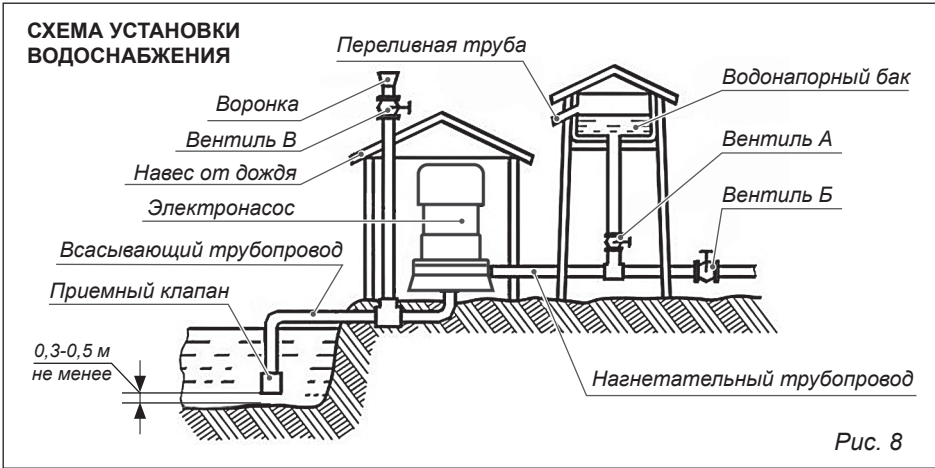 СХЕМА УСТАНОВКИ
ВОДОСНАБЖЕНИЯ
Переливная труба
Водонапорный бак
Воронка
Вентиль В
Вентиль А
Навес от дождя
Вентиль Б
Электронасос
Всасывающий трубопровод
Приемный клапан
0,3-0,5 м
не менее
Нагнетательный трубопровод
Рис. 8